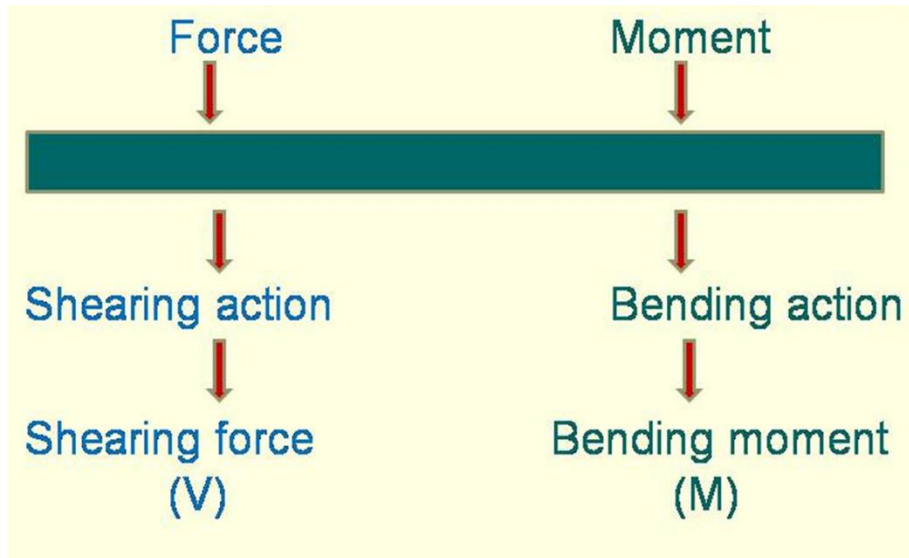 Force
Moment
Shearing action
Bending action
Shearing force
(V)
Bending moment
(M)